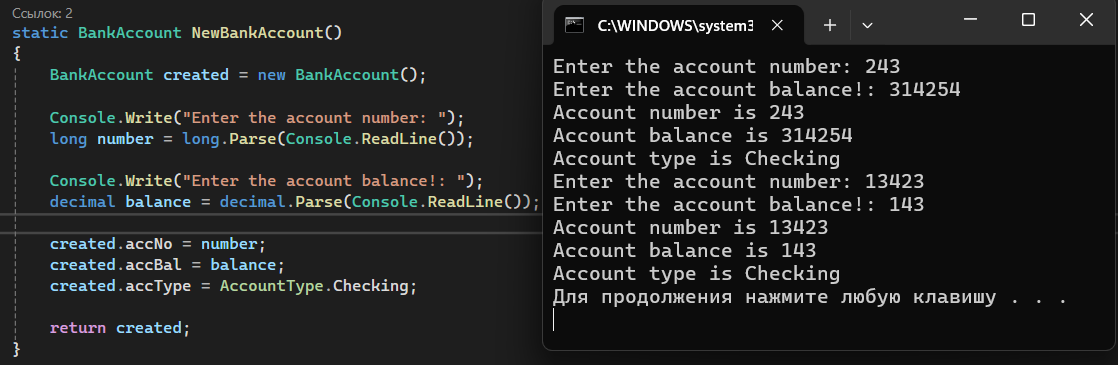 Ссылок: 2
static BankAccount NewBankAccount()
{
BankAccount created = new BankAccount();
Console.Write("Enter the account number: ");
long number = long.Parse(Console.ReadLine());
Console.Write("Enter the account balance!: ");
decimal balance = decimal.Parse(Console.ReadLine());
created.accNo = number;
created.accBal = balance;
created.accType = AccountType.Checking;
return created;
}
C:\WINDOWS\system3
Enter the account number: 243
Enter the account balance!: 314254
Account number is 243
Account balance is 314254
Account type is Checking
Enter the account number: 13423
Enter the account balance!: 143
Account number is 13423
Account balance is 143
Account type is Checking
Для продолжения нажмите любую клавишу . . .